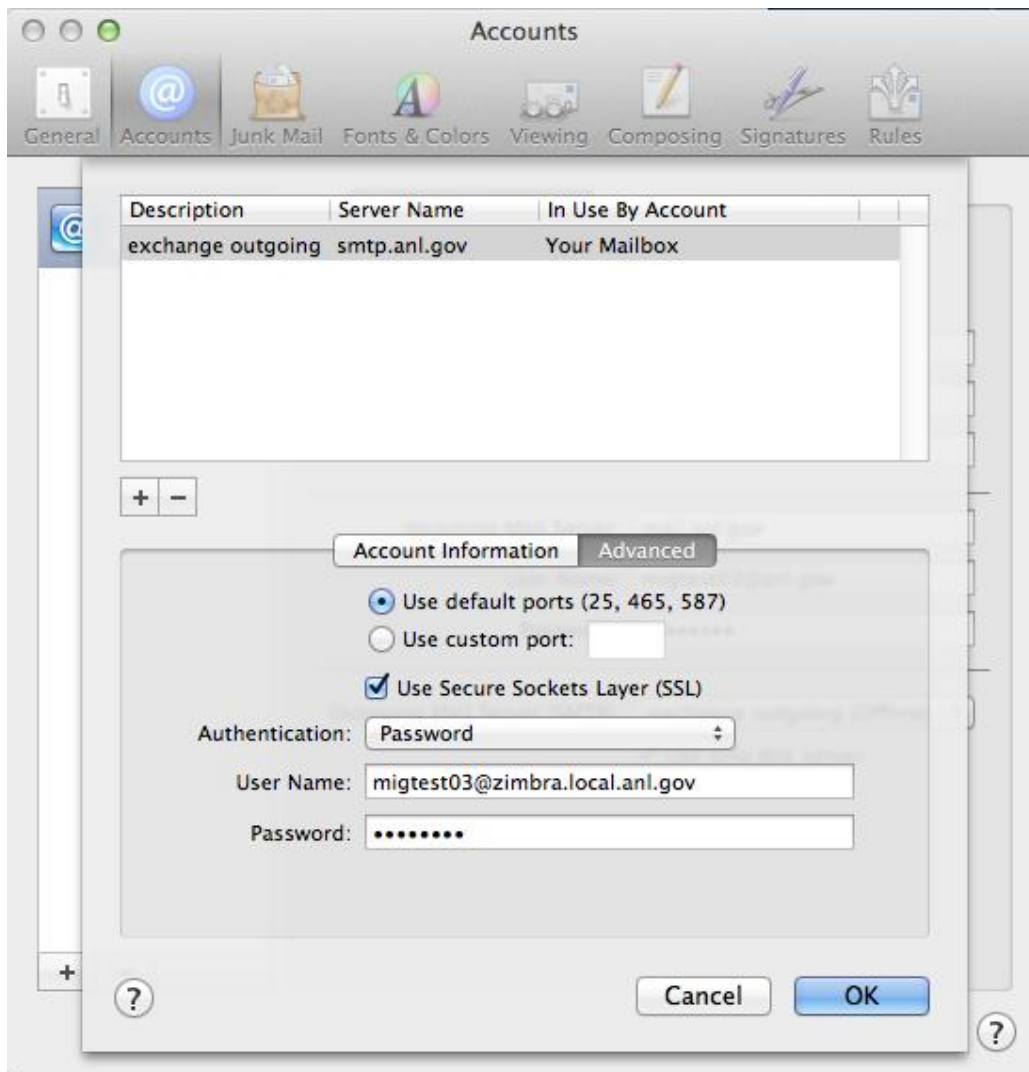 Accounts
General Accounts Junk Mail Fonts & Colors Viewing Composing Signatures Rules
Description Server Name In Use By Account
exchange outgoing smtp.anl.gov Your Mailbox
+ −
Account Information Advanced
Use default ports (25, 465, 587)
Use custom port:
Use Secure Sockets Layer (SSL)
Authentication: Password
User Name: migtest03@zimbra.local.anl.gov
Password: ••••••••
+
? Cancel OK
?